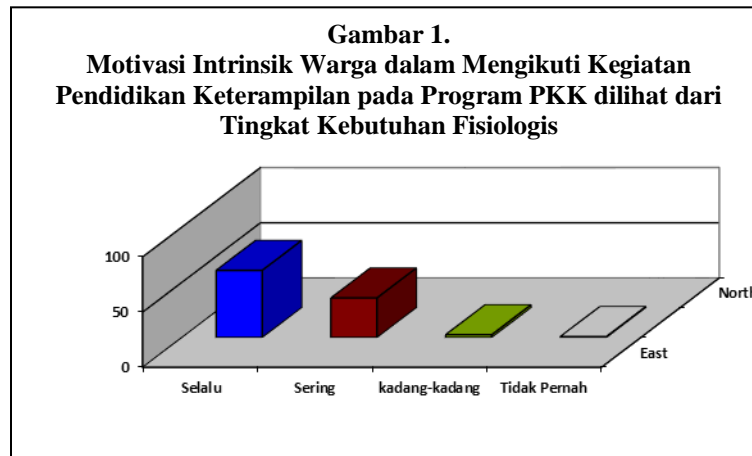 Gambar 1.
Motivasi Intrinsik Warga dalam Mengikuti Kegiatan
Pendidikan Keterampilan pada Program PKK dilihat dari
Tingkat Kebutuhan Fisiologis
100
50
0
North
East
Selalu
Sering
kadang-kadang
Tidak Pernah